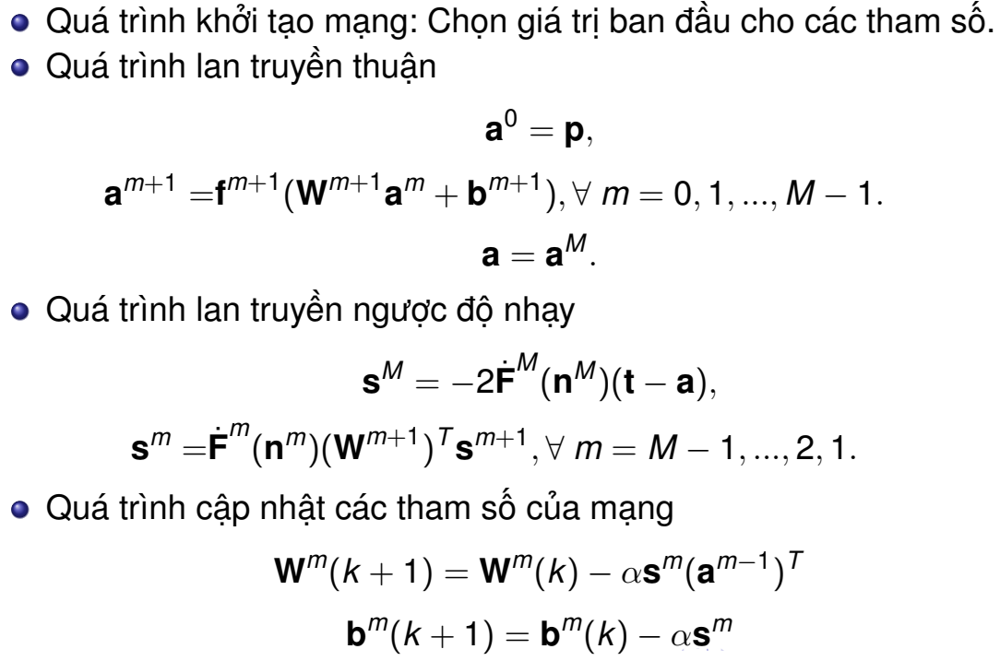 • Quá trình khởi tạo mạng: Chọn giá trị ban đầu cho các tham số.
• Quá trình lan truyền thuận
$\mathbf{a}^0 = \mathbf{p},$
$\mathbf{a}^{m+1} = \mathbf{f}^{m+1}(\mathbf{W}^{m+1}\mathbf{a}^m + \mathbf{b}^{m+1}), \forall\ m = 0, 1, ..., M - 1.$
$\mathbf{a} = \mathbf{a}^M.$
• Quá trình lan truyền ngược độ nhạy
$\mathbf{s}^M = -2\dot{\mathbf{F}}^M(\mathbf{n}^M)(\mathbf{t} - \mathbf{a}),$
$\mathbf{s}^m = \dot{\mathbf{F}}^m(\mathbf{n}^m)(\mathbf{W}^{m+1})^T\mathbf{s}^{m+1}, \forall\ m = M - 1, ..., 2, 1.$
• Quá trình cập nhật các tham số của mạng
$\mathbf{W}^m(k + 1) = \mathbf{W}^m(k) - \alpha\mathbf{s}^m(\mathbf{a}^{m-1})^T$
$\mathbf{b}^m(k + 1) = \mathbf{b}^m(k) - \alpha\mathbf{s}^m$